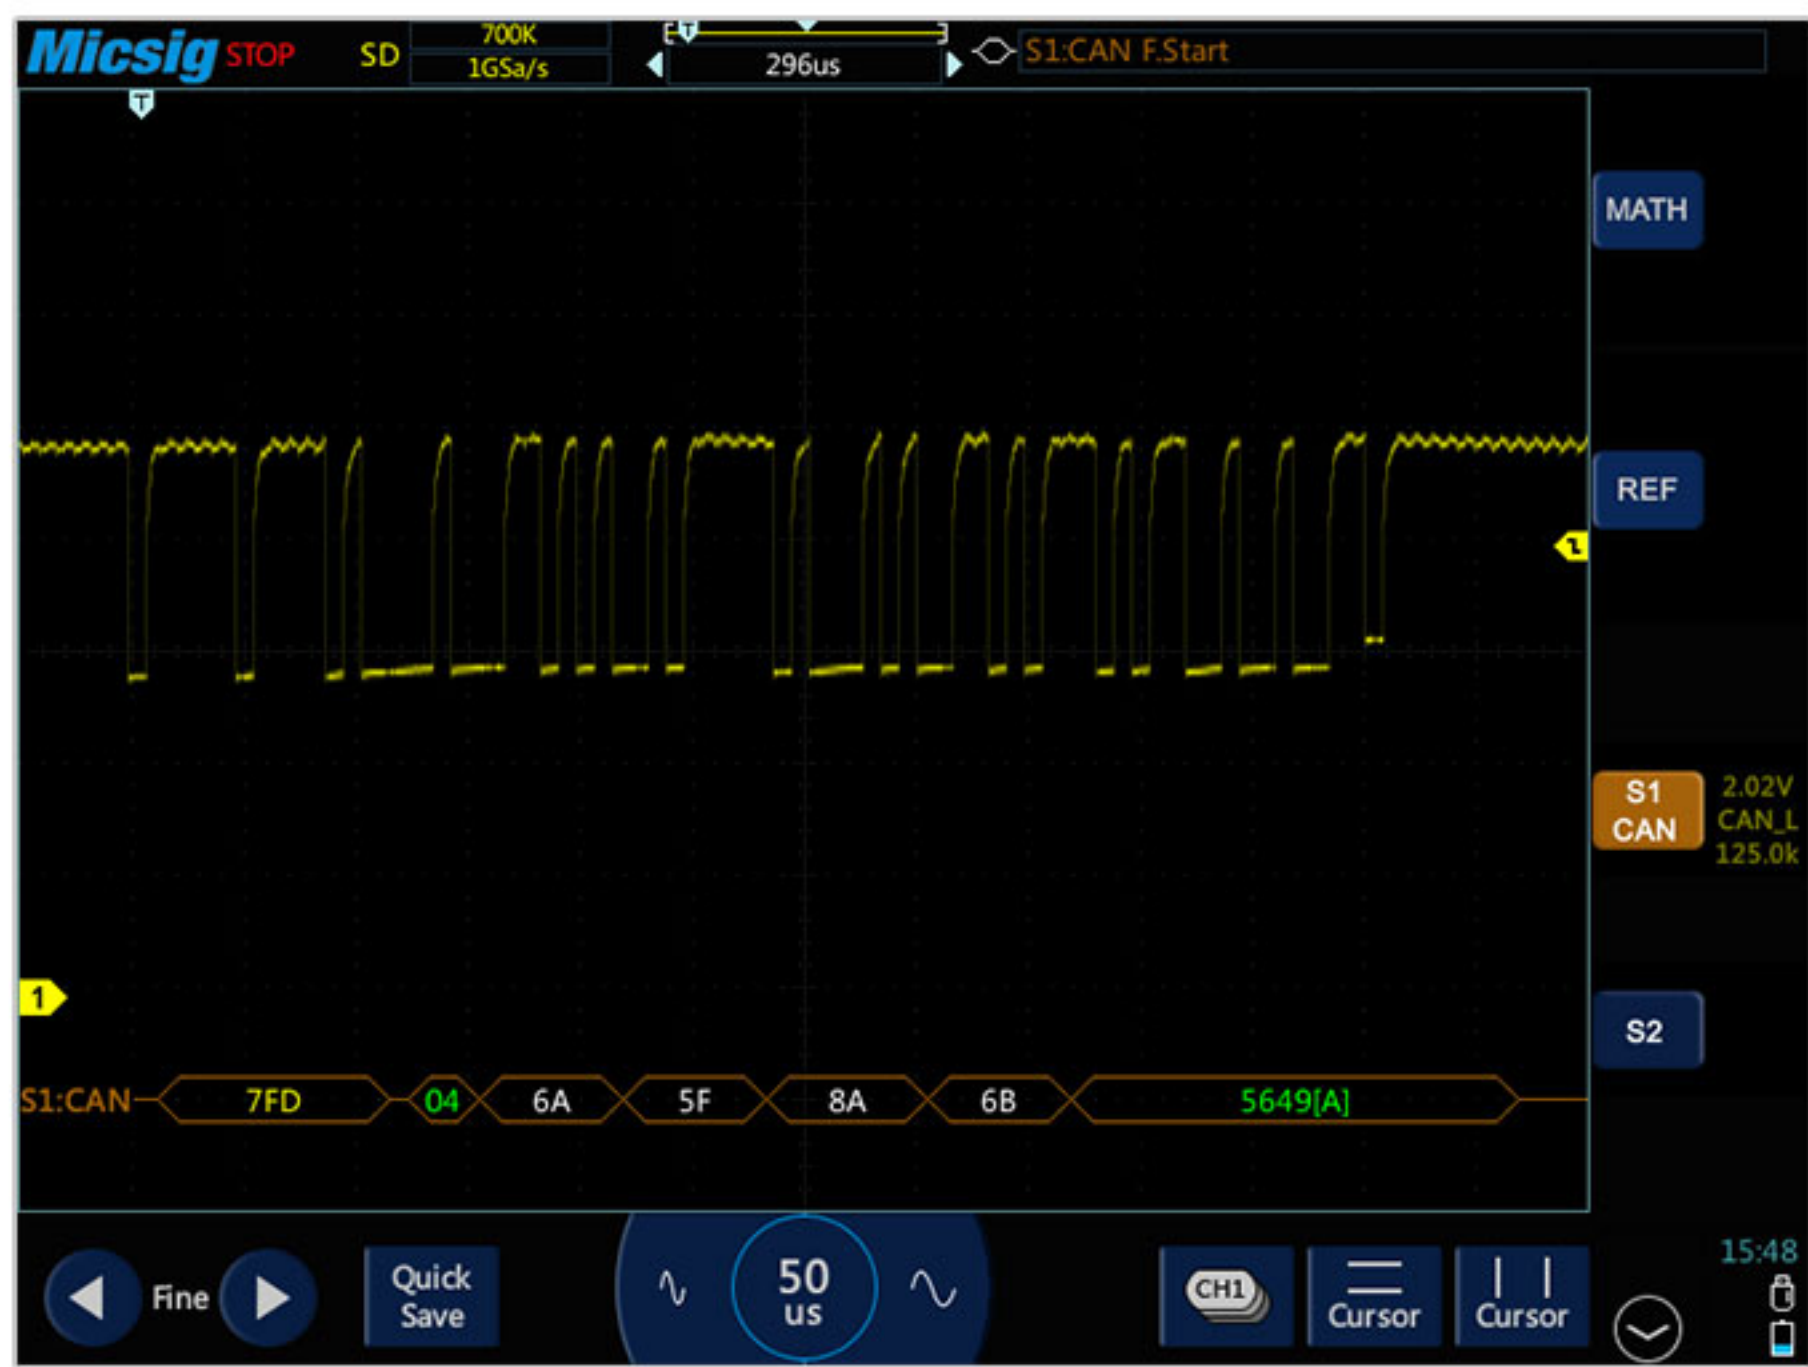 Micsig STOP SD 700K 1GSa/s T 296us S1:CAN F.Start
T
MATH
REF
S1 CAN
2.02V
CAN_L
125.0k
1
S2
S1:CAN 7FD 04 6A 5F 8A 6B 5649[A]
Fine
Quick Save
50 us
CH1
Cursor
Cursor
15:48